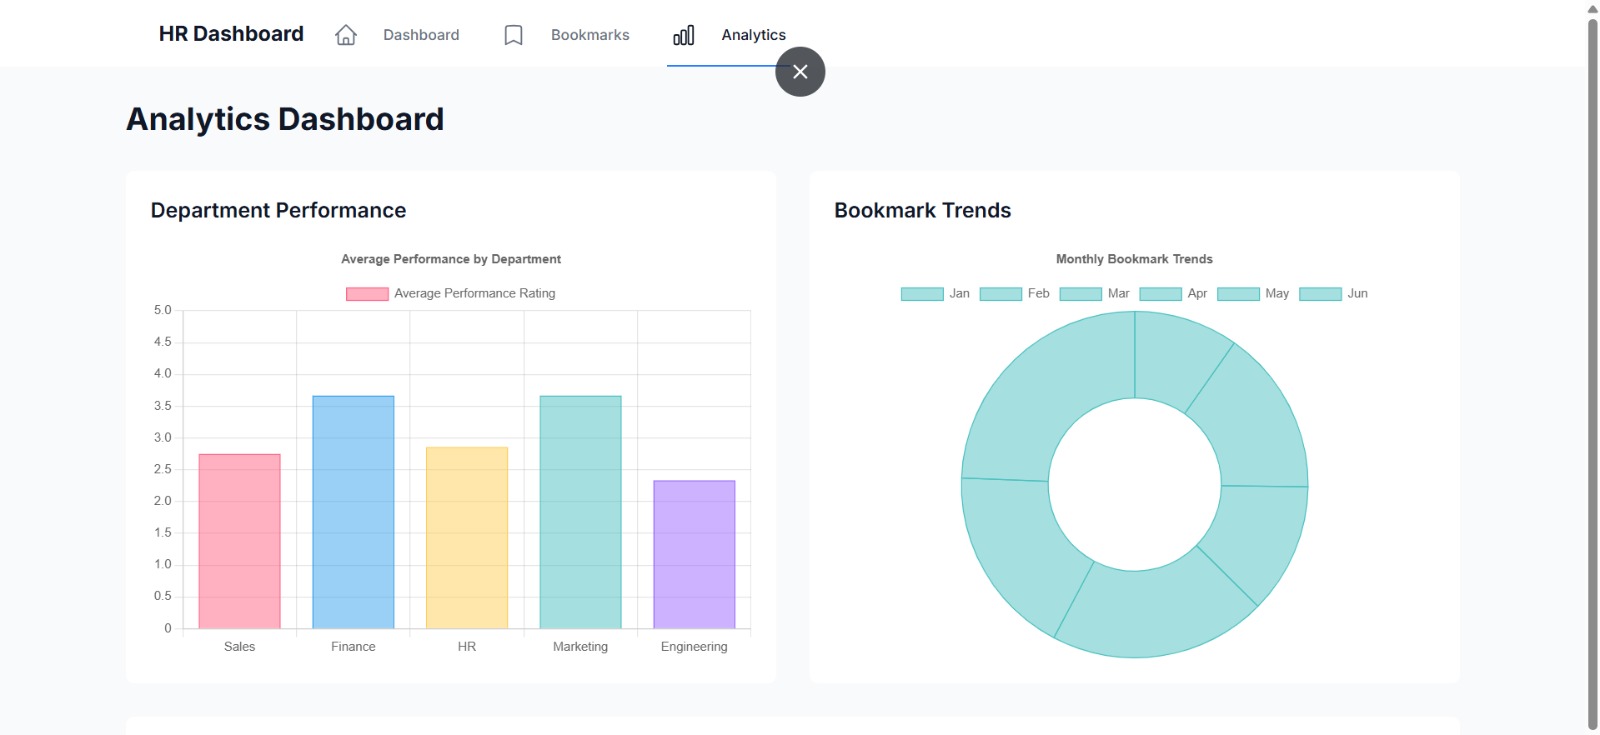 HR Dashboard Dashboard Bookmarks Analytics
Analytics Dashboard
Department Performance
Average Performance by Department
Average Performance Rating
5.0
4.5
4.0
3.5
3.0
2.5
2.0
1.5
1.0
0.5
0
Sales Finance HR Marketing Engineering
Bookmark Trends
Monthly Bookmark Trends
Jan Feb Mar Apr May Jun